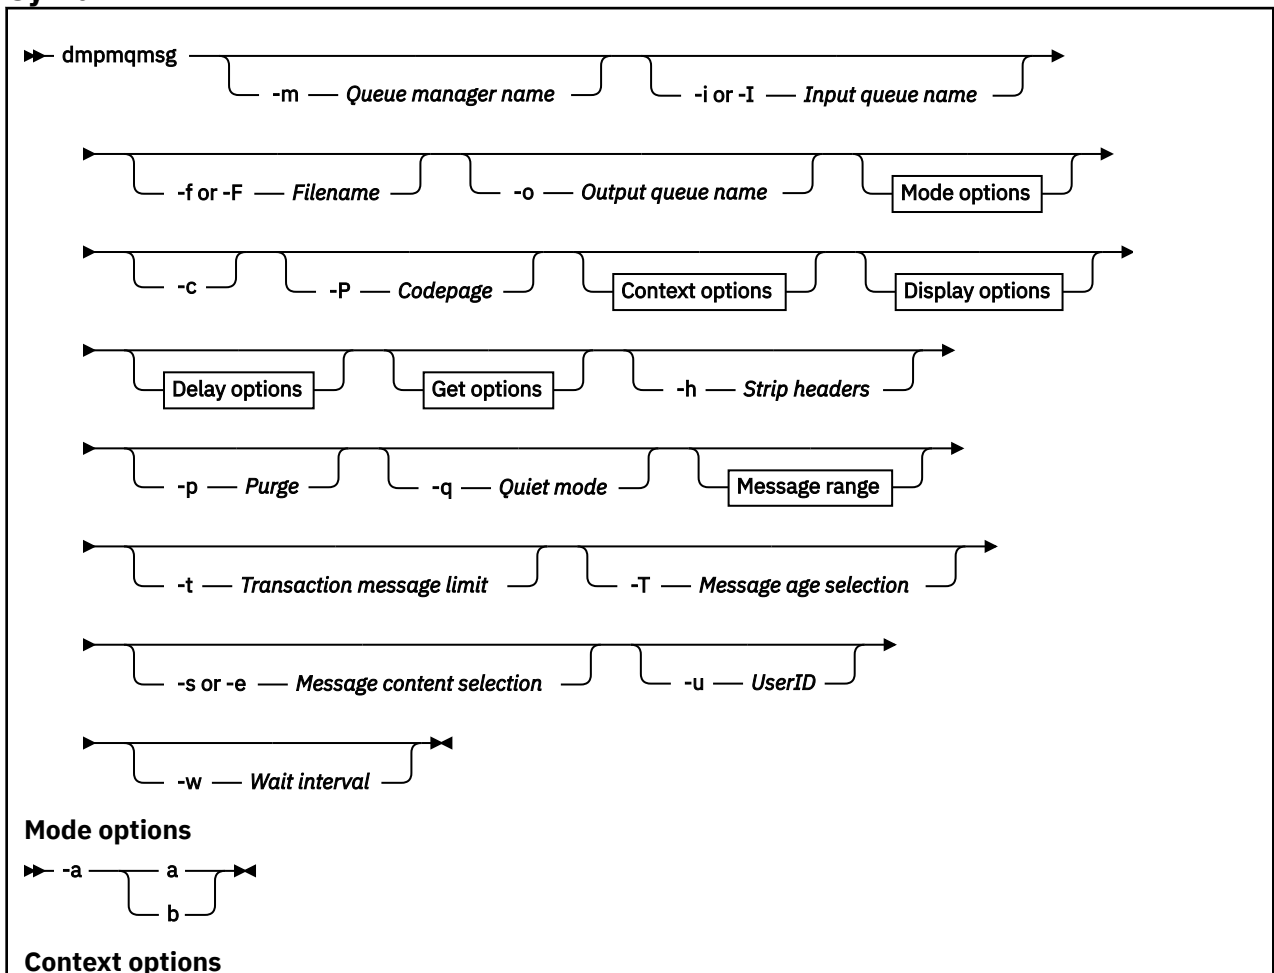 dmpmqmsg
-m Queue manager name -i or -I Input queue name
-f or -F Filename -o Output queue name Mode options
-c -P Codepage Context options Display options
Delay options Get options -h Strip headers
-p Purge -q Quiet mode Message range
-t Transaction message limit -T Message age selection
-s or -e Message content selection -u UserID
-w Wait interval
Mode options
-a a
b
Context options